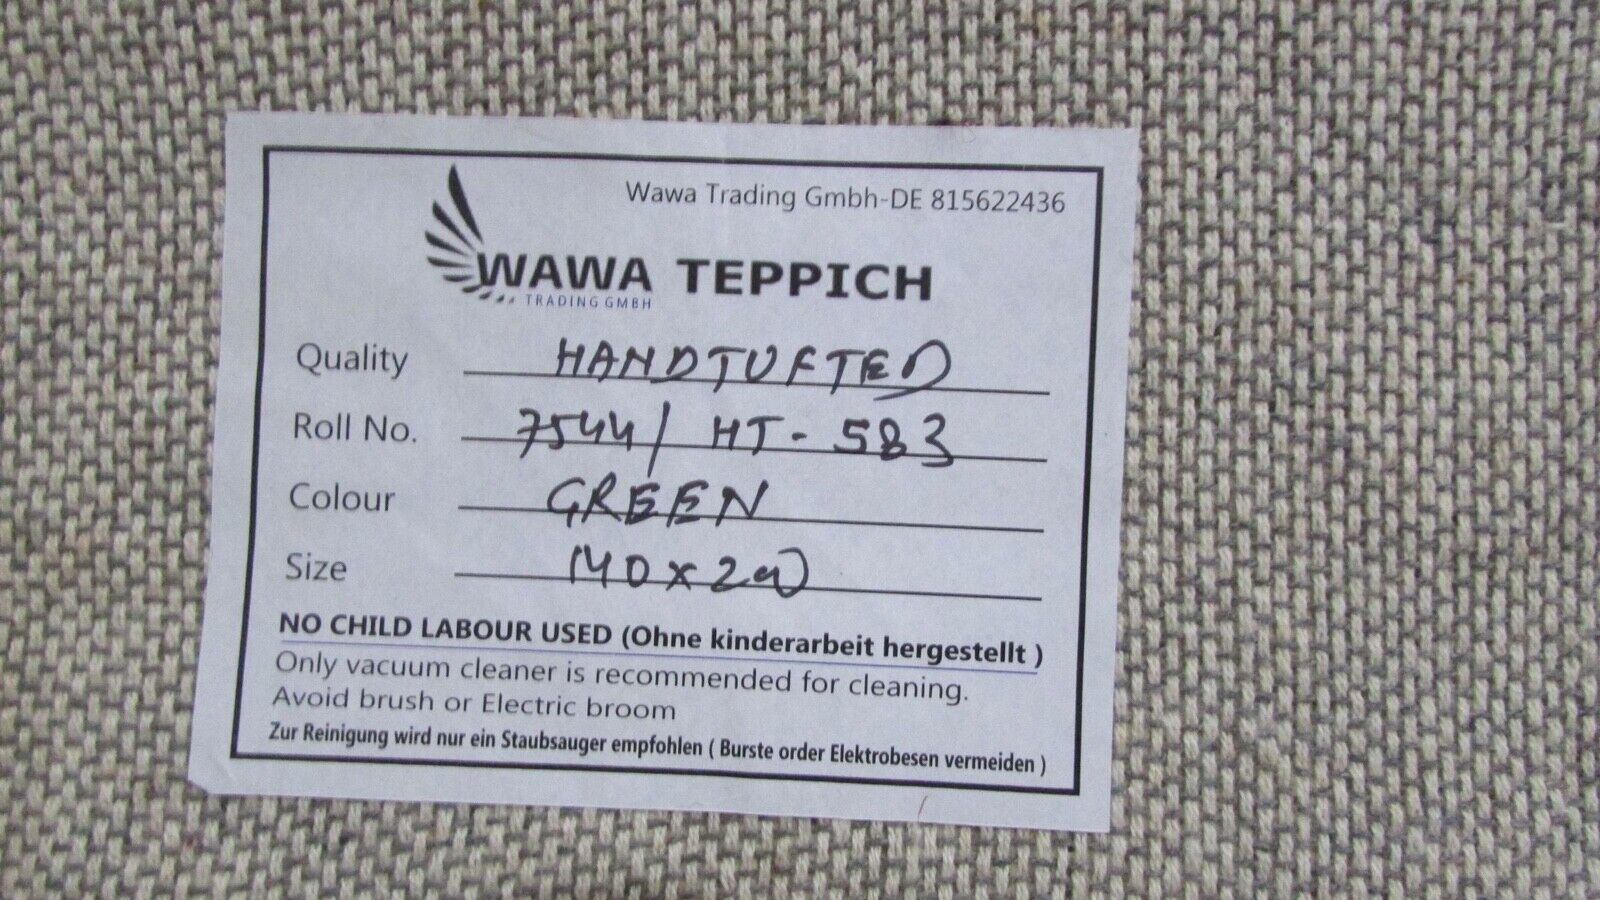 Wawa Trading Gmbh-DE 815622436
WAWA TEPPICH
TRADING GMBH
Quality HANDTUFTED
Roll No. 7544/ HT-583
Colour GREEN
Size 140x200
NO CHILD LABOUR USED (Ohne kinderarbeit hergestellt )
Only vacuum cleaner is recommended for cleaning.
Avoid brush or Electric broom
Zur Reinigung wird nur ein Staubsauger empfohlen ( Burste order Elektrobesen vermeiden )